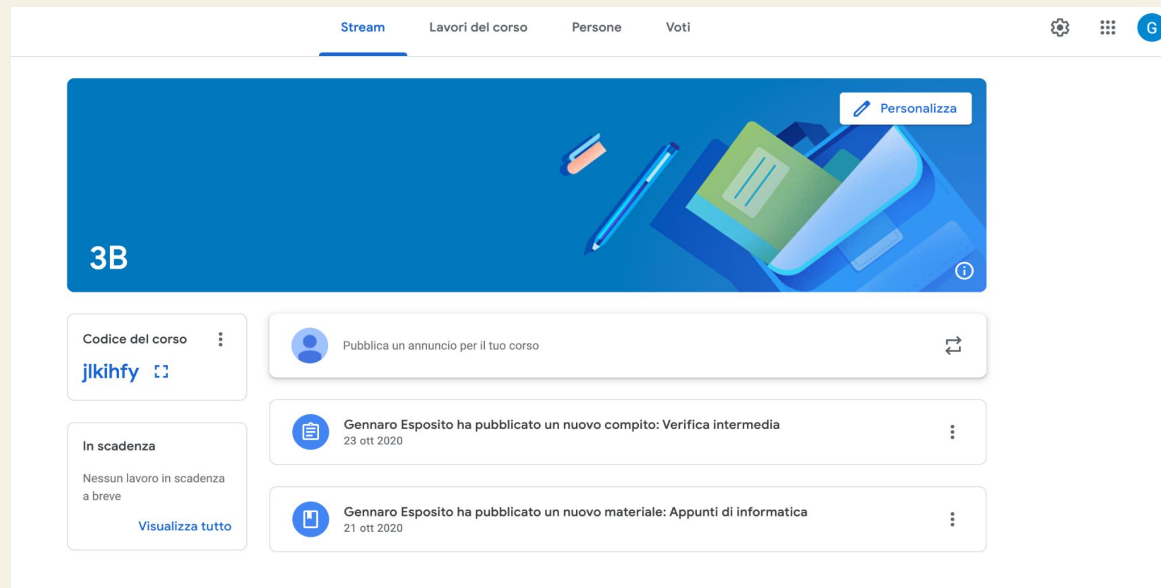 Stream Lavori del corso Persone Voti
G
Personalizza
3B
Codice del corso
jlkihfy
Pubblica un annuncio per il tuo corso
Gennaro Esposito ha pubblicato un nuovo compito: Verifica intermedia
23 ott 2020
In scadenza
Nessun lavoro in scadenza
a breve
Visualizza tutto
Gennaro Esposito ha pubblicato un nuovo materiale: Appunti di informatica
21 ott 2020